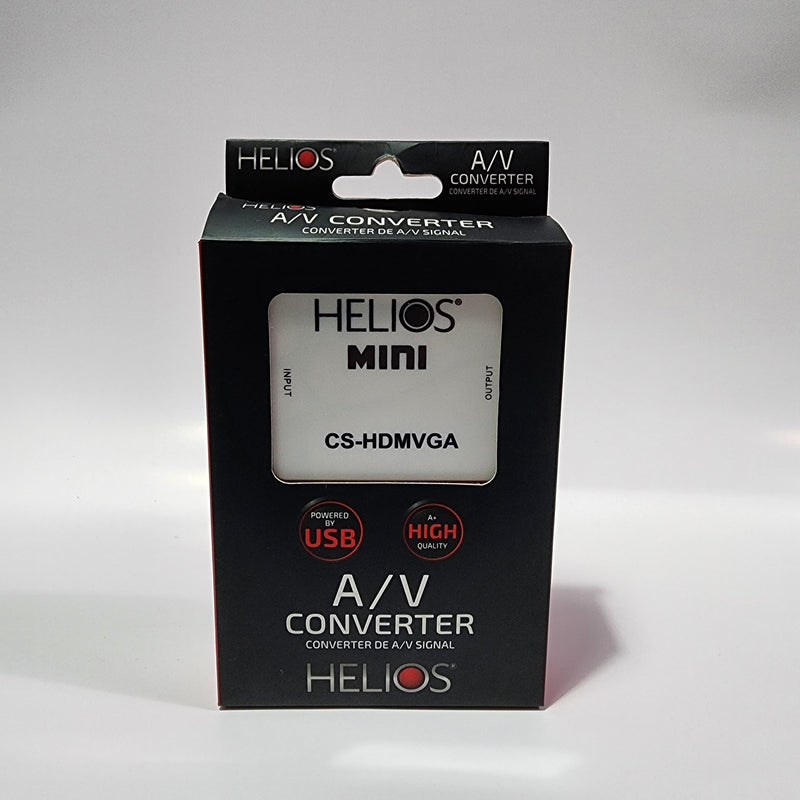 HELIOS®
A/V
CONVERTER
CONVERTER DE A/V SIGNAL
HELIOS
A/V CONVERTER
CONVERTER DE A/V SIGNAL
HELIOS®
MINI
INPUT
OUTPUT
CS-HDMVGA
POWERED
BY
USB
A+
HIGH
QUALITY
A/V
CONVERTER
CONVERTER DE A/V SIGNAL
HELIOS®